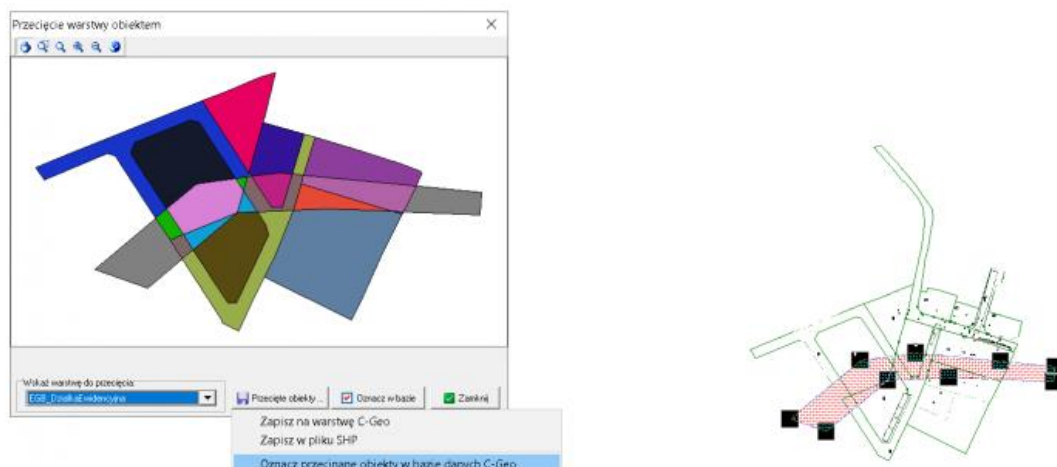 Przecięcie warstwy obiektem
Wskaż warstwę do przecięcia:
EGB_DziałkaEwidencyjna
Przecięte obiekty ...
Oznacz w bazie
Zamknij
Zapisz na warstwę C-Geo
Zapisz w pliku SHP
Oznacz przecinane obiekty w bazie danych C-Geo